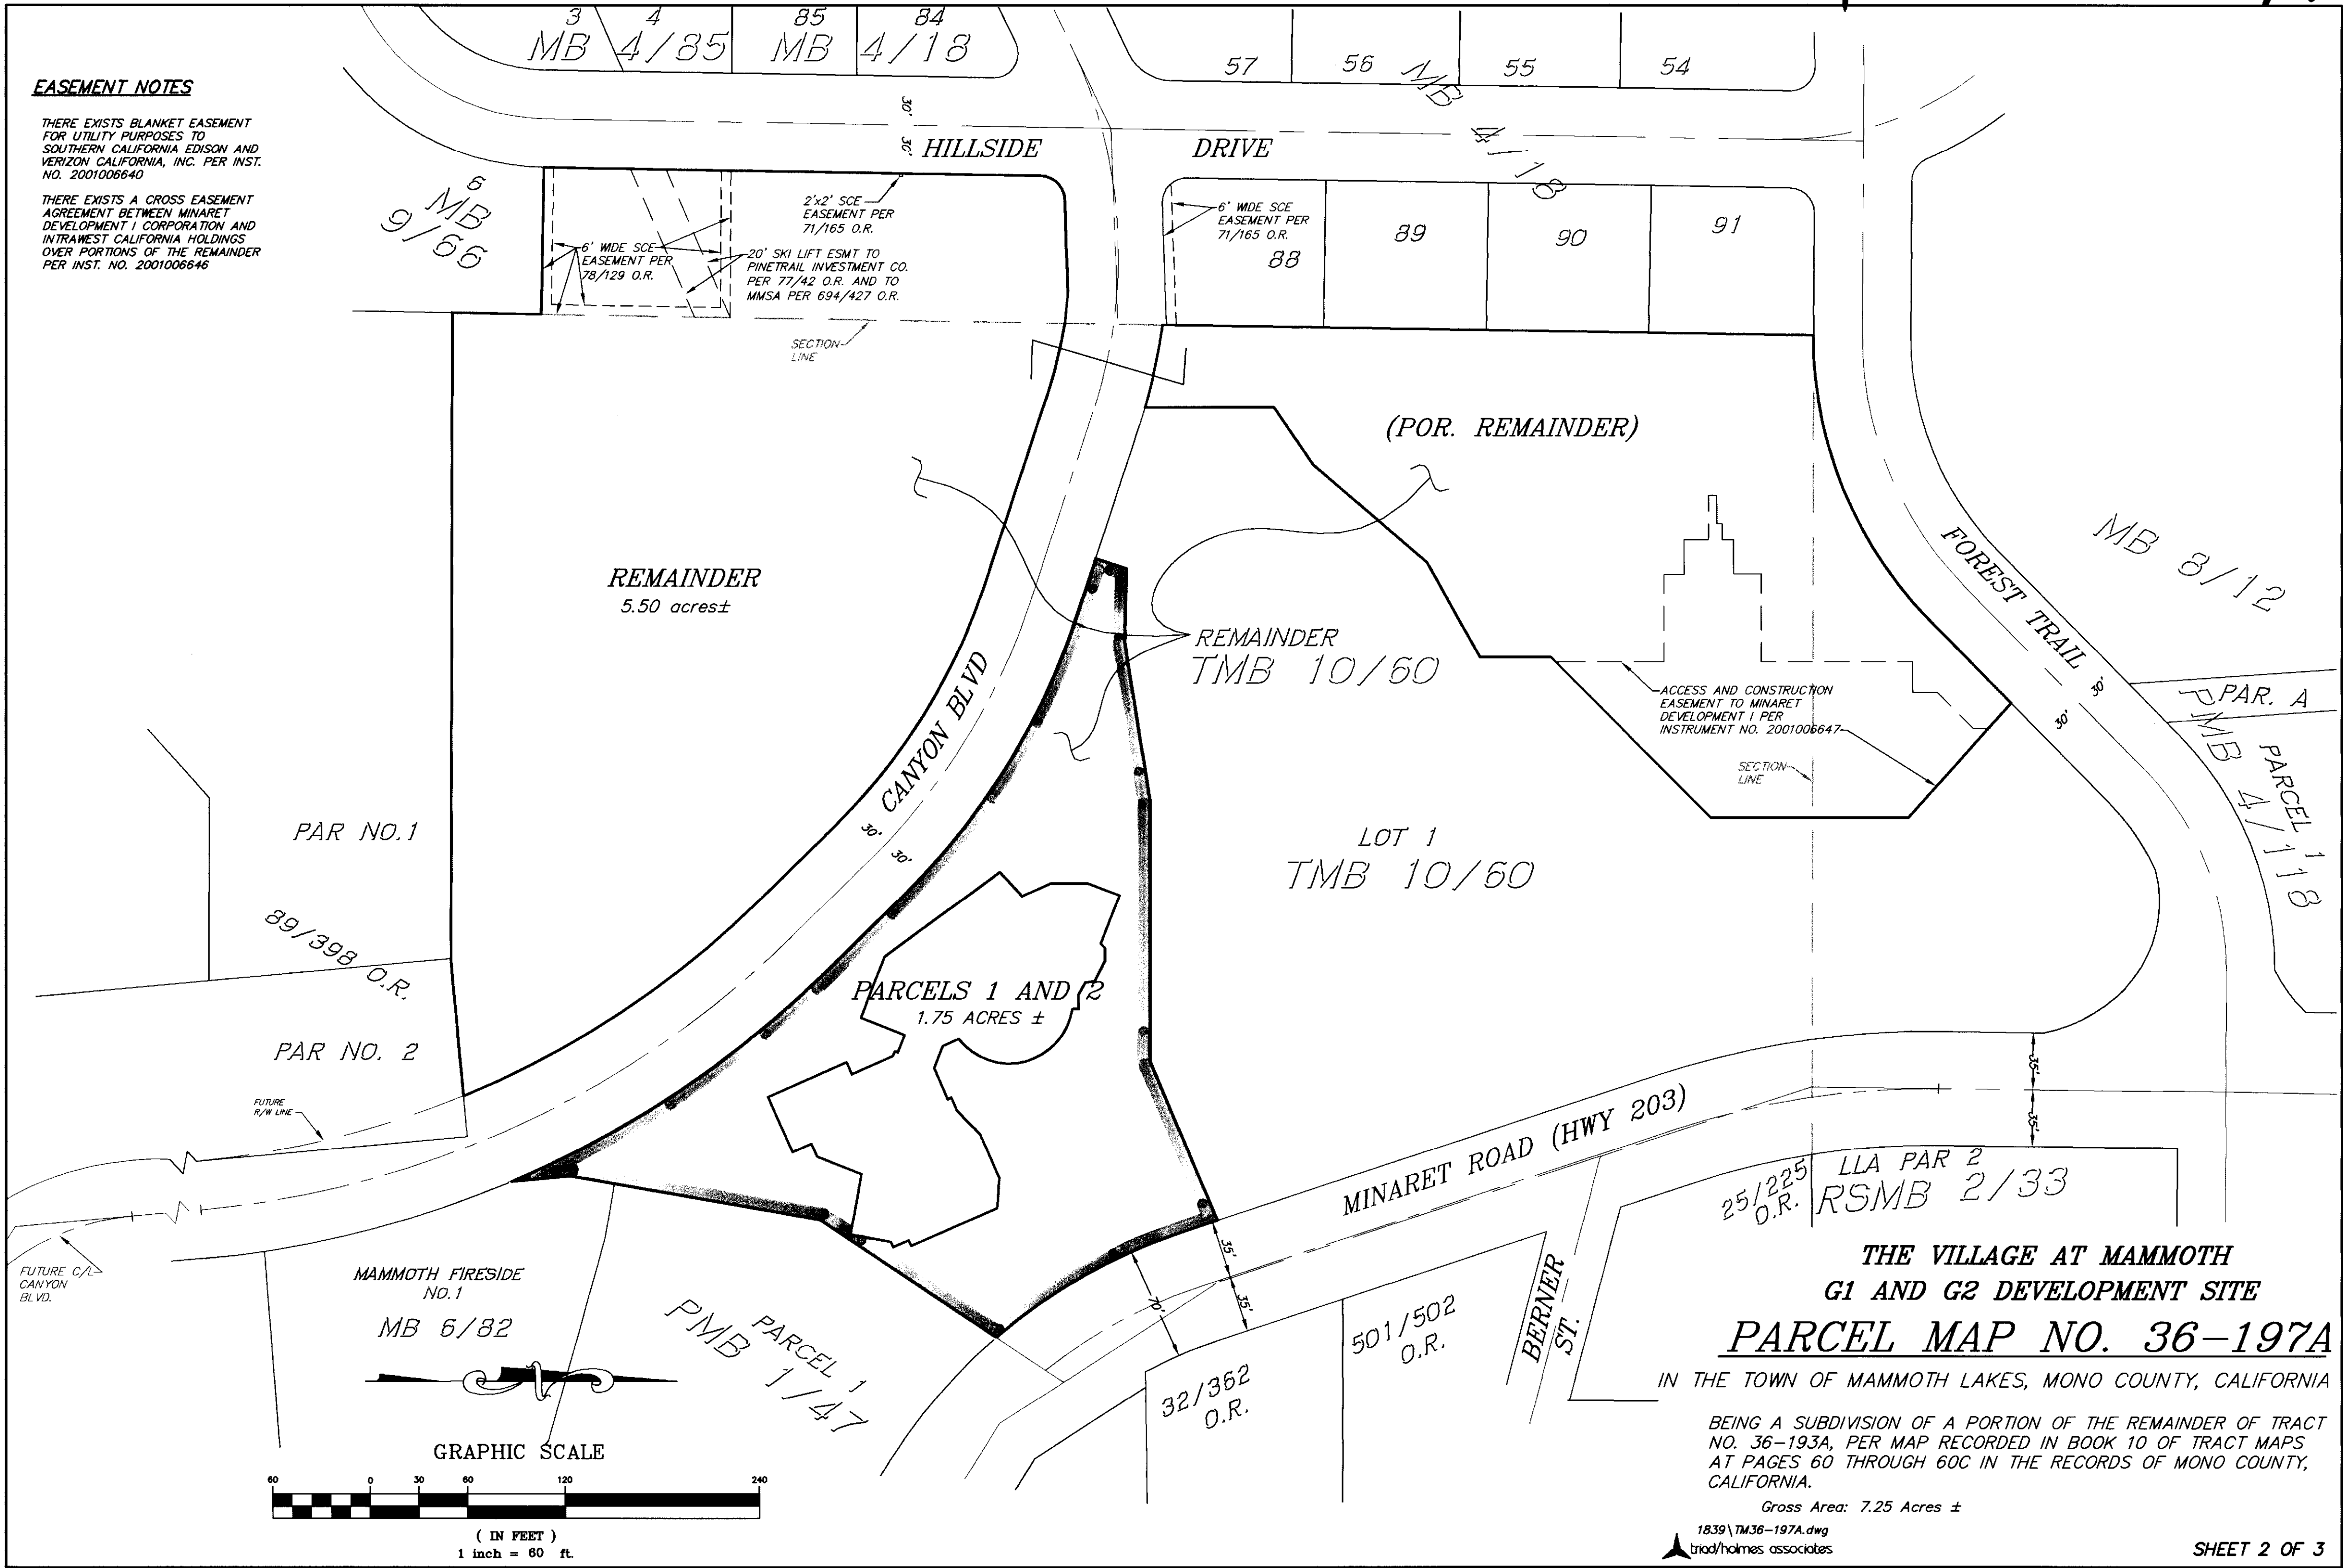 3 4 85 84
MB 4/85 MB 4/18
57 56 55 54
MB 4/18
EASEMENT NOTES
THERE EXISTS BLANKET EASEMENT
FOR UTILITY PURPOSES TO
SOUTHERN CALIFORNIA EDISON AND
VERIZON CALIFORNIA, INC. PER INST.
NO. 2001006640
THERE EXISTS A CROSS EASEMENT
AGREEMENT BETWEEN MINARET
DEVELOPMENT I CORPORATION AND
INTRAWEST CALIFORNIA HOLDINGS
OVER PORTIONS OF THE REMAINDER
PER INST. NO. 2001006646
30'
30'
HILLSIDE DRIVE
6
MB
9/66
6' WIDE SCE
EASEMENT PER
78/129 O.R.
2'x2' SCE
EASEMENT PER
71/165 O.R.
20' SKI LIFT ESMT TO
PINETRAIL INVESTMENT CO.
PER 77/42 O.R. AND TO
MMSA PER 694/427 O.R.
6' WIDE SCE
EASEMENT PER
71/165 O.R.
88
89
90
91
SECTION
LINE
(POR. REMAINDER)
REMAINDER
5.50 acres±
REMAINDER
TMB 10/60
CANYON BLVD
30'
30'
FOREST TRAIL
30'
30'
MB 8/12
PAR. A
PARCEL 1
PMB 4/118
ACCESS AND CONSTRUCTION
EASEMENT TO MINARET
DEVELOPMENT I PER
INSTRUMENT NO. 2001006647
SECTION
LINE
LOT 1
TMB 10/60
PAR NO.1
89/398 O.R.
PAR NO. 2
PARCELS 1 AND 2
1.75 ACRES ±
FUTURE
R/W LINE
FUTURE C/L
CANYON
BLVD.
MINARET ROAD (HWY 203)
35'
35'
35'
35'
70'
25/225
O.R.
LLA PAR 2
RSMB 2/33
BERNER
ST.
501/502
O.R.
32/362
O.R.
MAMMOTH FIRESIDE
NO.1
MB 6/82
PARCEL 1
PMB 1/47
GRAPHIC SCALE
60 0 30 60 120 240
( IN FEET )
1 inch = 60 ft.
THE VILLAGE AT MAMMOTH
G1 AND G2 DEVELOPMENT SITE
PARCEL MAP NO. 36-197A
IN THE TOWN OF MAMMOTH LAKES, MONO COUNTY, CALIFORNIA
BEING A SUBDIVISION OF A PORTION OF THE REMAINDER OF TRACT
NO. 36-193A, PER MAP RECORDED IN BOOK 10 OF TRACT MAPS
AT PAGES 60 THROUGH 60C IN THE RECORDS OF MONO COUNTY,
CALIFORNIA.
Gross Area: 7.25 Acres ±
1839\TM36-197A.dwg
triad/holmes associates
SHEET 2 OF 3